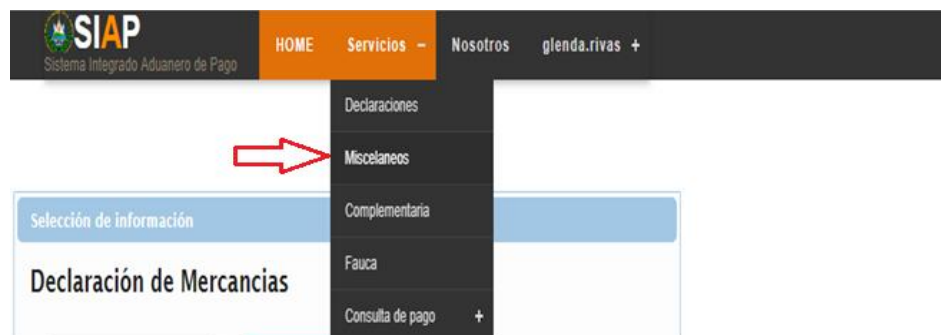 SIAP
Sistema Integrado Aduanero de Pago
HOME Servicios – Nosotros glenda.rivas +
Declaraciones
Miscelaneos
Complementaria
Fauca
Consulta de pago +
Selección de información
Declaración de Mercancias